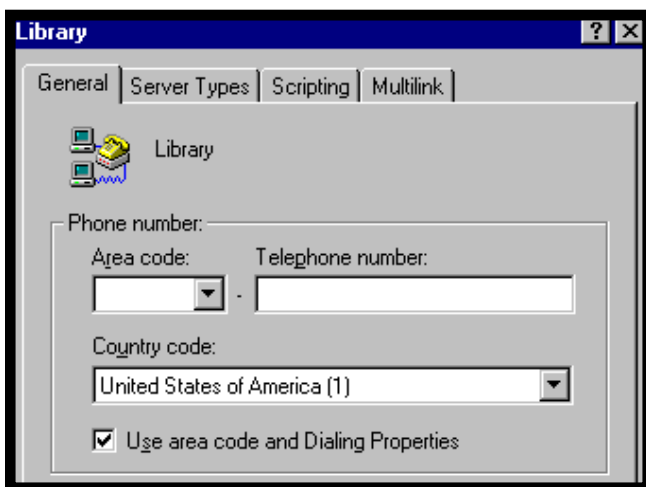 Library
General Server Types Scripting Multilink
Library
Phone number:
Area code: Telephone number:
-
Country code:
United States of America (1)
Use area code and Dialing Properties